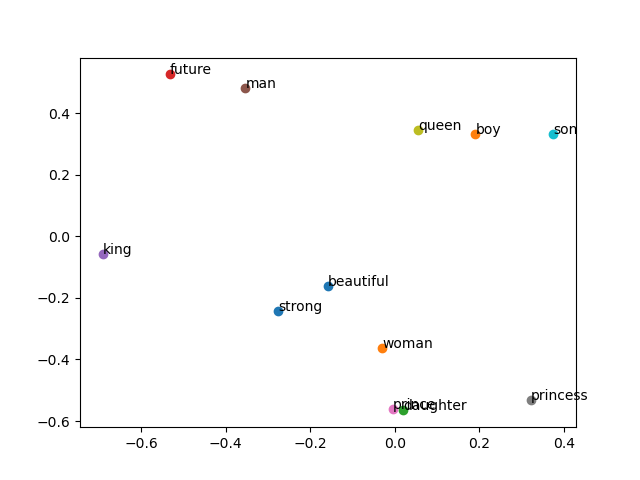 future
man
queen
boy
son
king
beautiful
strong
woman
princess
prince
daughter
0.4
0.2
0.0
−0.2
−0.4
−0.6
−0.6
−0.4
−0.2
0.0
0.2
0.4